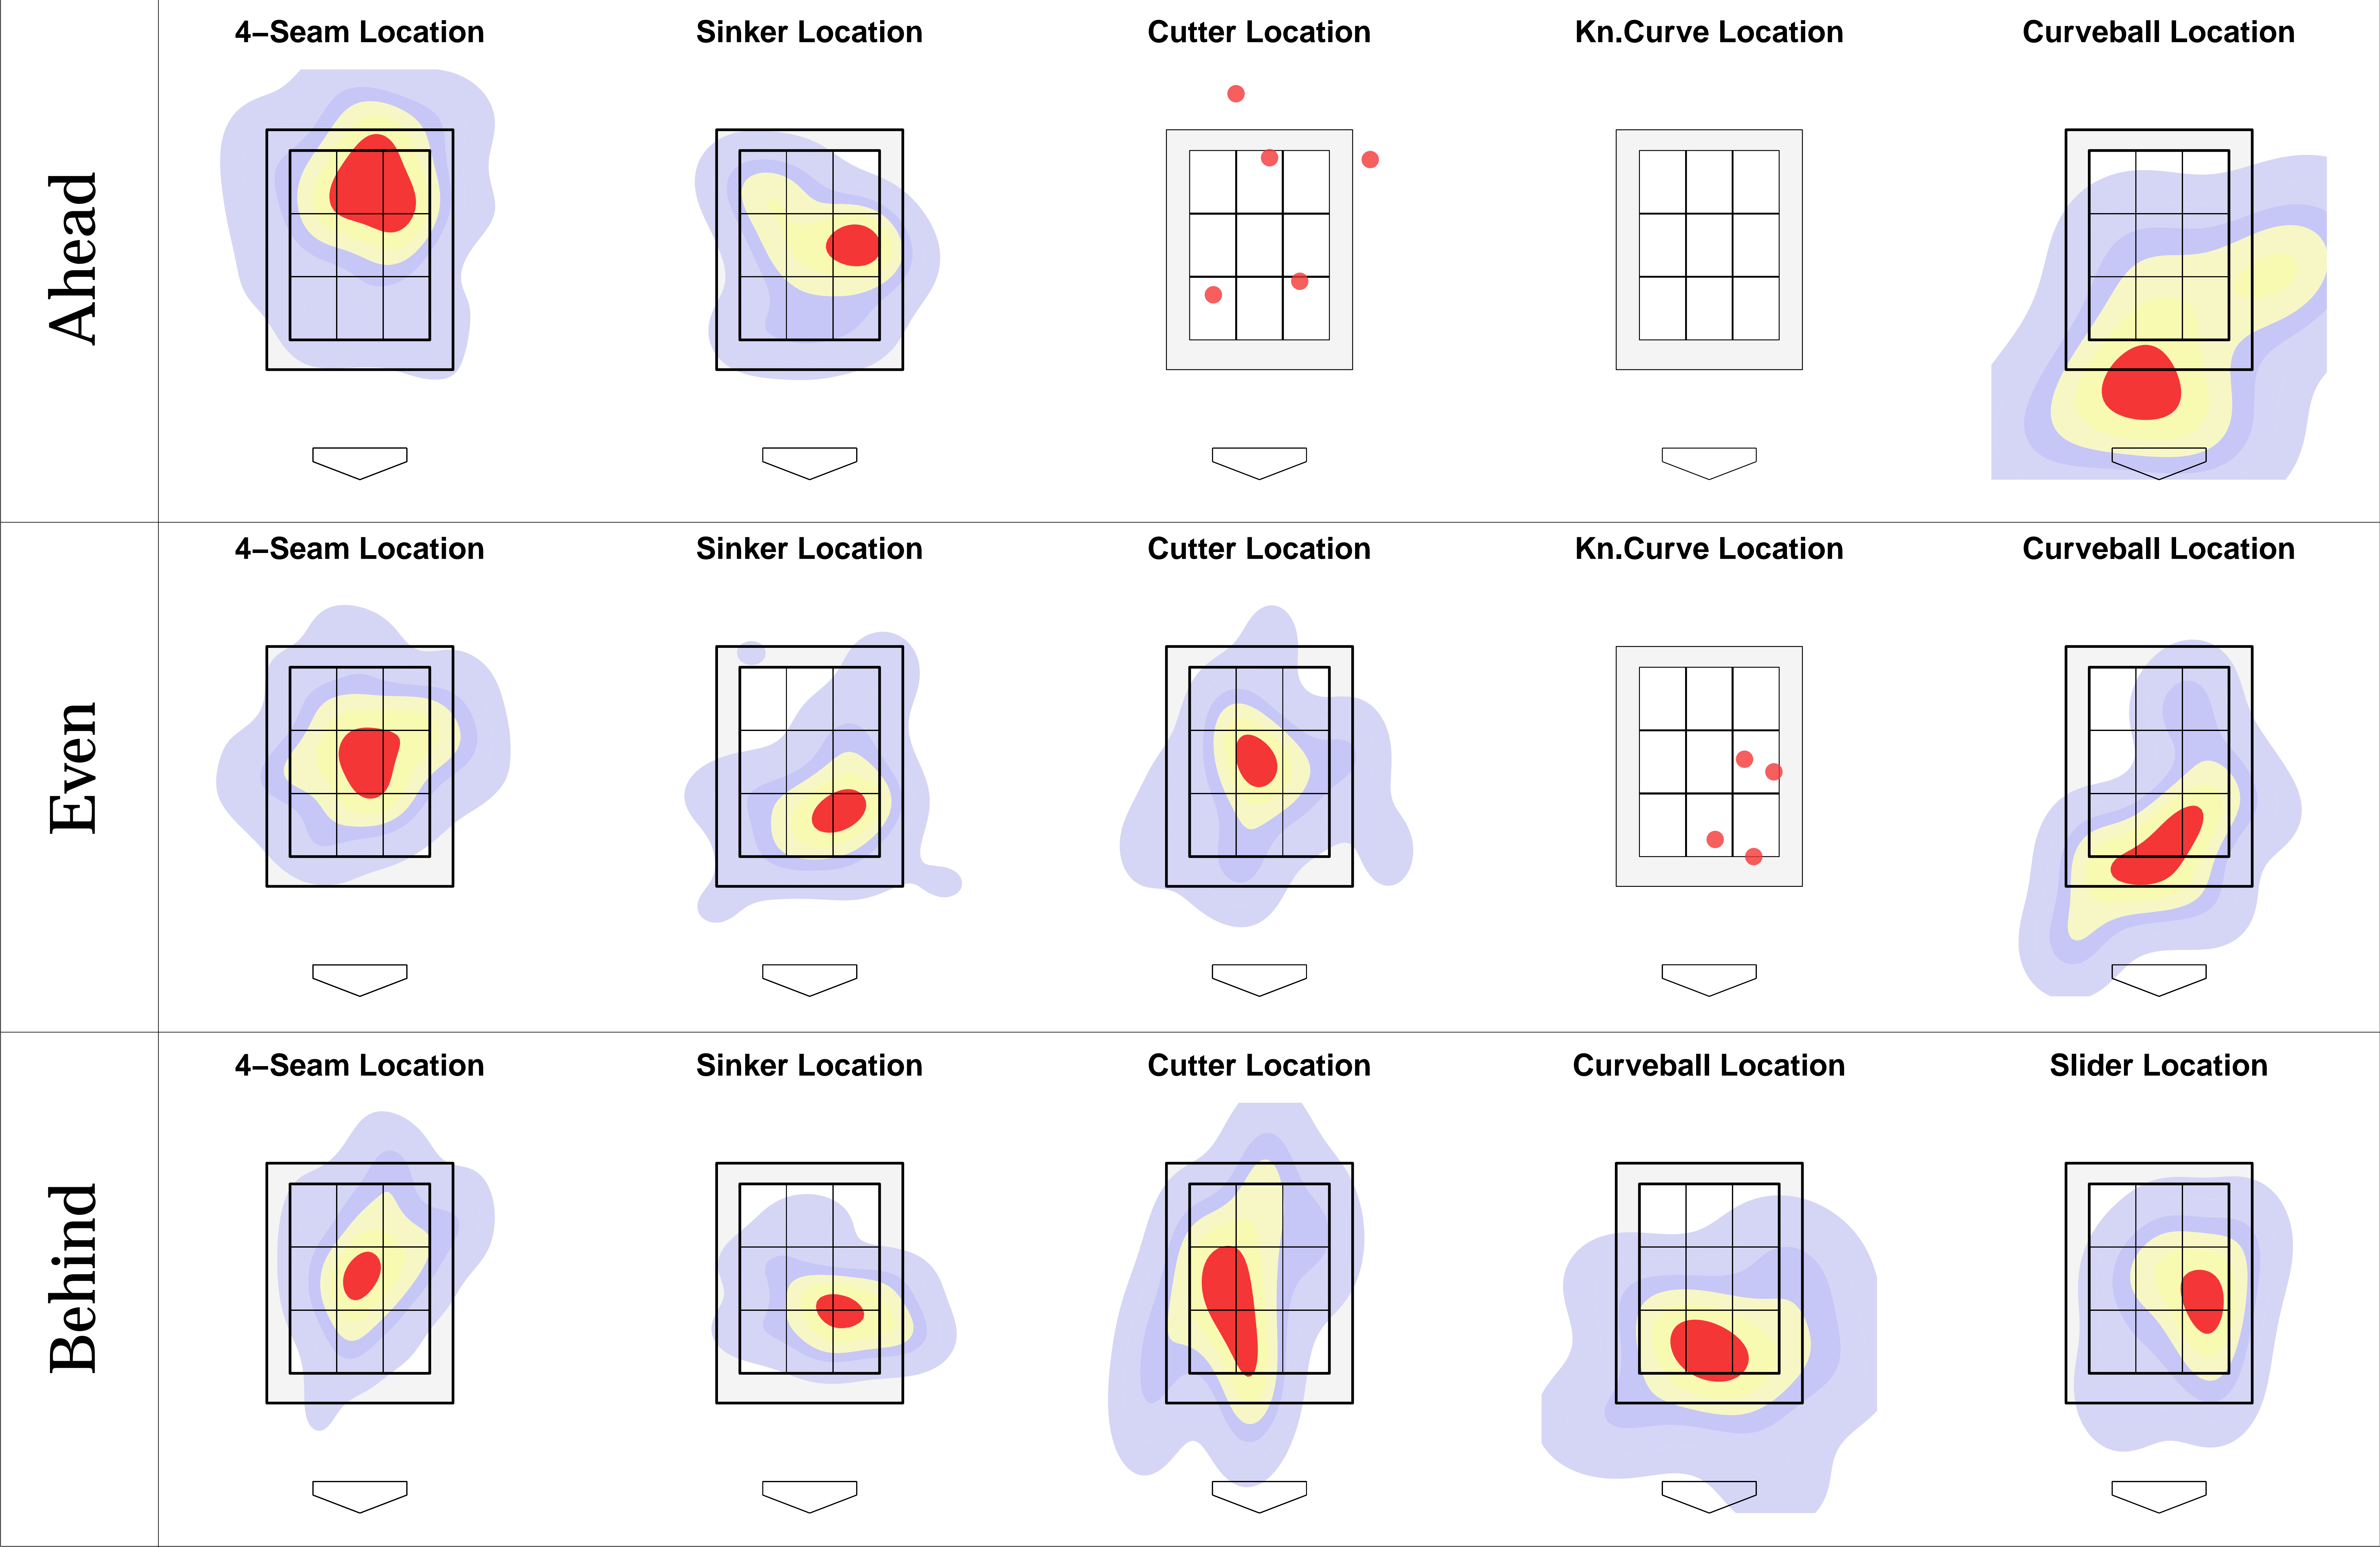 4–Seam Location
Sinker Location
Cutter Location
Kn.Curve Location
Curveball Location
Ahead
4–Seam Location
Sinker Location
Cutter Location
Kn.Curve Location
Curveball Location
Even
4–Seam Location
Sinker Location
Cutter Location
Curveball Location
Slider Location
Behind